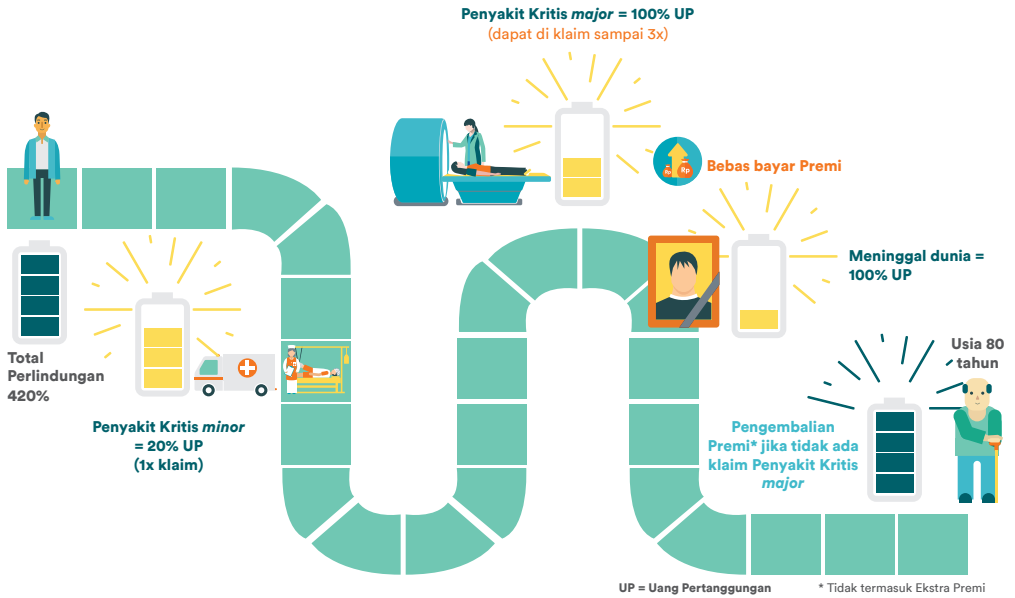 Penyakit Kritis major = 100% UP
(dapat di klaim sampai 3x)
Rp
Rp
Bebas bayar Premi
Meninggal dunia =
100% UP
Total
Perlindungan
420%
Penyakit Kritis minor
= 20% UP
(1x klaim)
Usia 80
tahun
Pengembalian
Premi* jika tidak ada
klaim Penyakit Kritis
major
UP = Uang Pertanggungan
* Tidak termasuk Ekstra Premi